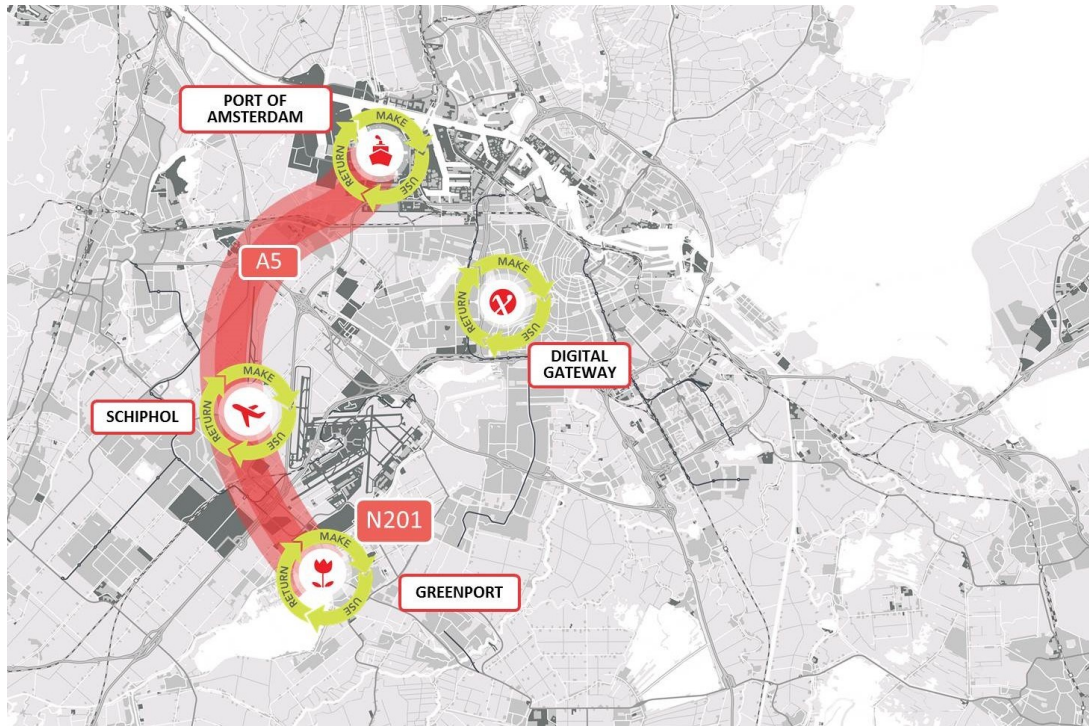 PORT OF
AMSTERDAM
MAKE
USE
RETURN
A5
MAKE
USE
RETURN
DIGITAL
GATEWAY
MAKE
USE
RETURN
SCHIPHOL
N201
MAKE
USE
RETURN
GREENPORT